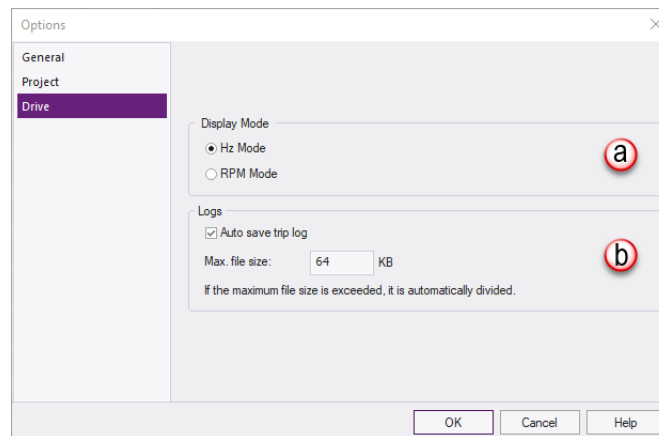 Options
General
Project
Drive
Display Mode
Hz Mode
RPM Mode
a
Logs
Auto save trip log
Max. file size: 64 KB
If the maximum file size is exceeded, it is automatically divided.
b
OK Cancel Help